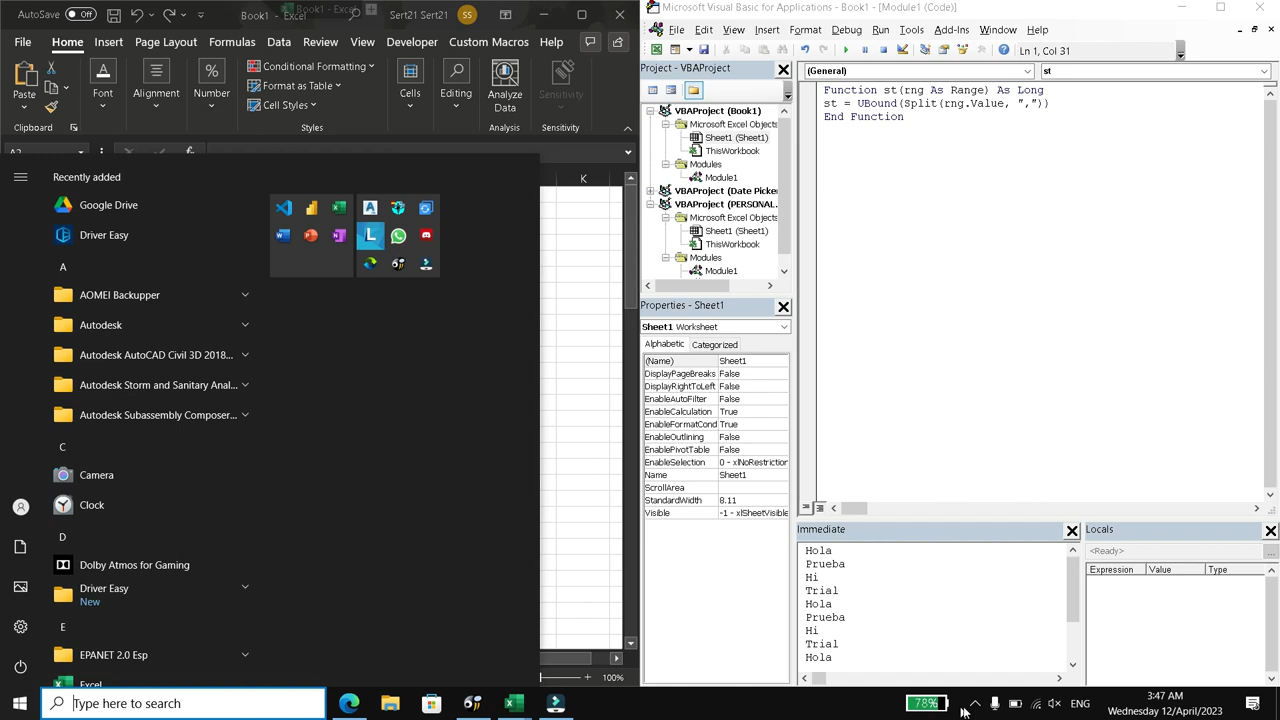 AutoSave Off Book1 - Excel Sert21 Sert21 SS
Book1 - Excel
File Home Insert Page Layout Formulas Data Review View Developer Custom Macros Help
Paste Font Alignment Number Conditional Formatting Format as Table Cell Styles Cells Editing Analyze Data Sensitivity
Clipboard Styles Analysis Sensitivity
K
100%
Recently added
Google Drive
Driver Easy
A
AOMEI Backupper
Autodesk
Autodesk AutoCAD Civil 3D 2018...
Autodesk Storm and Sanitary Anal...
Autodesk Subassembly Composer...
C
Camera
Clock
D
Dolby Atmos for Gaming
Driver Easy
New
E
EPANET 2.0 Esp
Excel
Type here to search
Microsoft Visual Basic for Applications - Book1 - [Module1 (Code)]
File Edit View Insert Format Debug Run Tools Add-Ins Window Help
Ln 1, Col 31
Project - VBAProject
VBAProject (Book1)
Microsoft Excel Objects
Sheet1 (Sheet1)
ThisWorkbook
Modules
Module1
VBAProject (Date Picke
VBAProject (PERSONAL.
Microsoft Excel Objects
Sheet1 (Sheet1)
ThisWorkbook
Modules
Module1
Properties - Sheet1
Sheet1 Worksheet
Alphabetic Categorized
(Name) Sheet1
DisplayPageBreaks False
DisplayRightToLeft False
EnableAutoFilter False
EnableCalculation True
EnableFormatCond True
EnableOutlining False
EnablePivotTable False
EnableSelection 0 - xlNoRestriction
Name Sheet1
ScrollArea
StandardWidth 8.11
Visible -1 - xlSheetVisible
(General) st
Function st(rng As Range) As Long
st = UBound(Split(rng.Value, ","))
End Function
Immediate
Hola
Prueba
Hi
Trial
Hola
Prueba
Hi
Trial
Hola
Locals
<Ready>
Expression Value Type
78% ENG 3:47 AM
Wednesday 12/April/2023